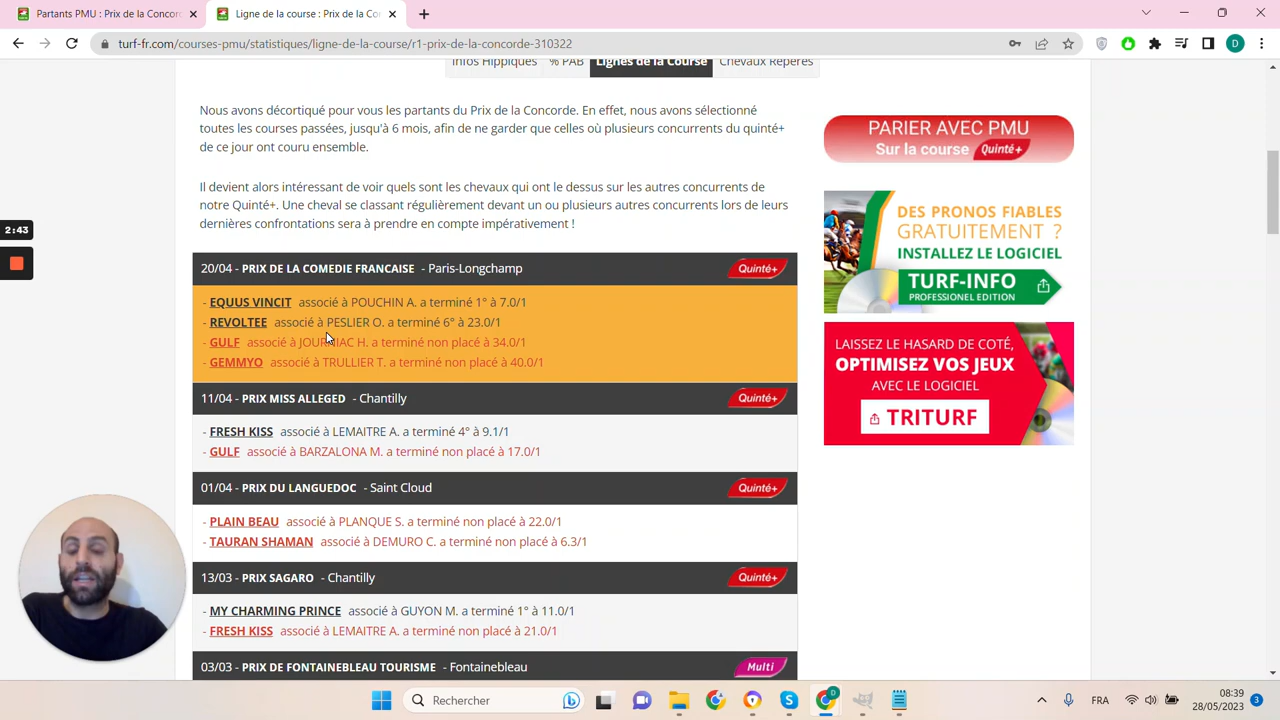 Partants PMU : Prix de la Concord
Ligne de la course : Prix de la Co
turf-fr.com/courses-pmu/statistiques/ligne-de-la-course/r1-prix-de-la-concorde-310322
Infos Hippiques
% PAB
Lignes de la Course
Chevaux Repères
Nous avons décortiqué pour vous les partants du Prix de la Concorde. En effet, nous avons sélectionné
toutes les courses passées, jusqu'à 6 mois, afin de ne garder que celles où plusieurs concurrents du quinté+
de ce jour ont couru ensemble.
Il devient alors intéressant de voir quels sont les chevaux qui ont le dessus sur les autres concurrents de
notre Quinté+. Une cheval se classant régulièrement devant un ou plusieurs autres concurrents lors de leurs
dernières confrontations sera à prendre en compte impérativement !
20/04 - PRIX DE LA COMEDIE FRANCAISE - Paris-Longchamp Quinté+
- EQUUS VINCIT associé à POUCHIN A. a terminé 1° à 7.0/1
- REVOLTEE associé à PESLIER O. a terminé 6° à 23.0/1
- GULF associé à JOURNIAC H. a terminé non placé à 34.0/1
- GEMMYO associé à TRULLIER T. a terminé non placé à 40.0/1
11/04 - PRIX MISS ALLEGED - Chantilly Quinté+
- FRESH KISS associé à LEMAITRE A. a terminé 4° à 9.1/1
- GULF associé à BARZALONA M. a terminé non placé à 17.0/1
01/04 - PRIX DU LANGUEDOC - Saint Cloud Quinté+
- PLAIN BEAU associé à PLANQUE S. a terminé non placé à 22.0/1
- TAURAN SHAMAN associé à DEMURO C. a terminé non placé à 6.3/1
13/03 - PRIX SAGARO - Chantilly Quinté+
- MY CHARMING PRINCE associé à GUYON M. a terminé 1° à 11.0/1
- FRESH KISS associé à LEMAITRE A. a terminé non placé à 21.0/1
03/03 - PRIX DE FONTAINEBLEAU TOURISME - Fontainebleau Multi
PARIER AVEC PMU
Sur la course Quinté+
DES PRONOS FIABLES
GRATUITEMENT ?
INSTALLEZ LE LOGICIEL
TURF-INFO
PROFESSIONEL EDITION
LAISSEZ LE HASARD DE COTÉ,
OPTIMISEZ VOS JEUX
AVEC LE LOGICIEL
TRITURF
2:43
Rechercher
FRA
08:39
28/05/2023
3
D